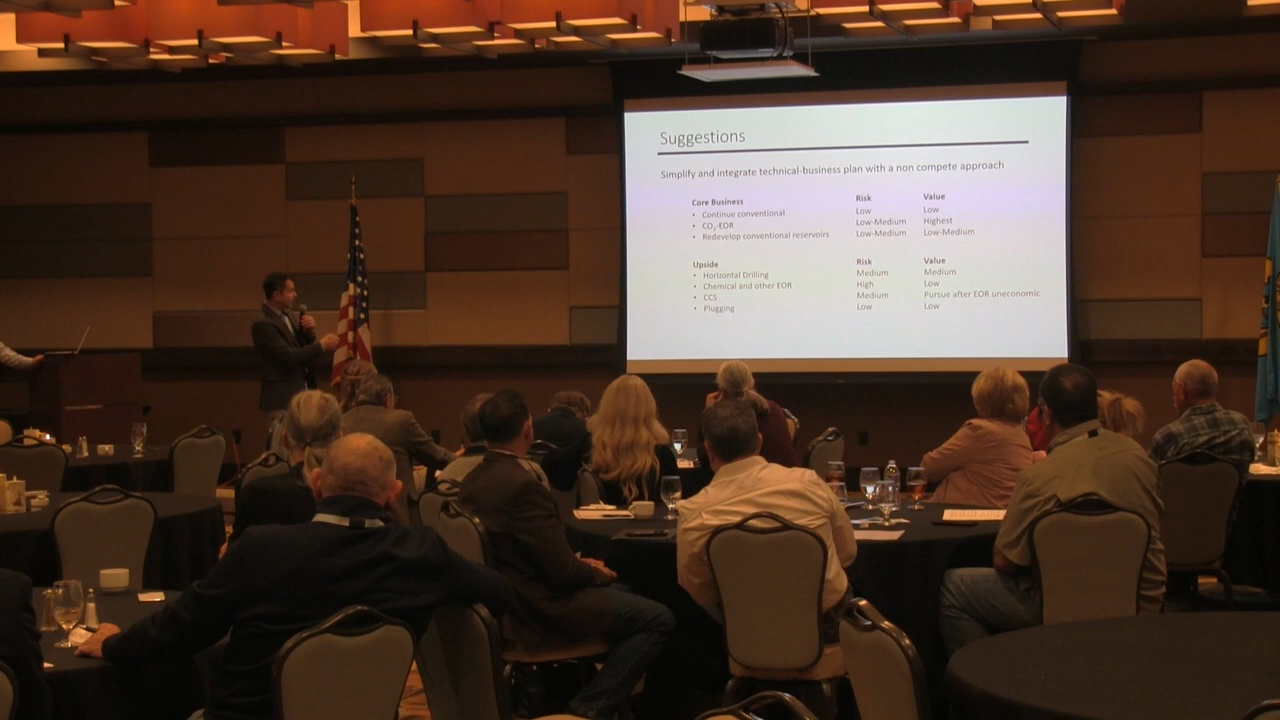 Suggestions
Simplify and integrate technical-business plan with a non compete approach
Core Business Risk Value
• Continue conventional Low Low
• CO2-EOR Low-Medium Highest
• Redevelop conventional reservoirs Low-Medium Low-Medium
Upside Risk Value
• Horizontal Drilling Medium Medium
• Chemical and other EOR High Low
• CCS Medium Pursue after EOR uneconomic
• Plugging Low Low